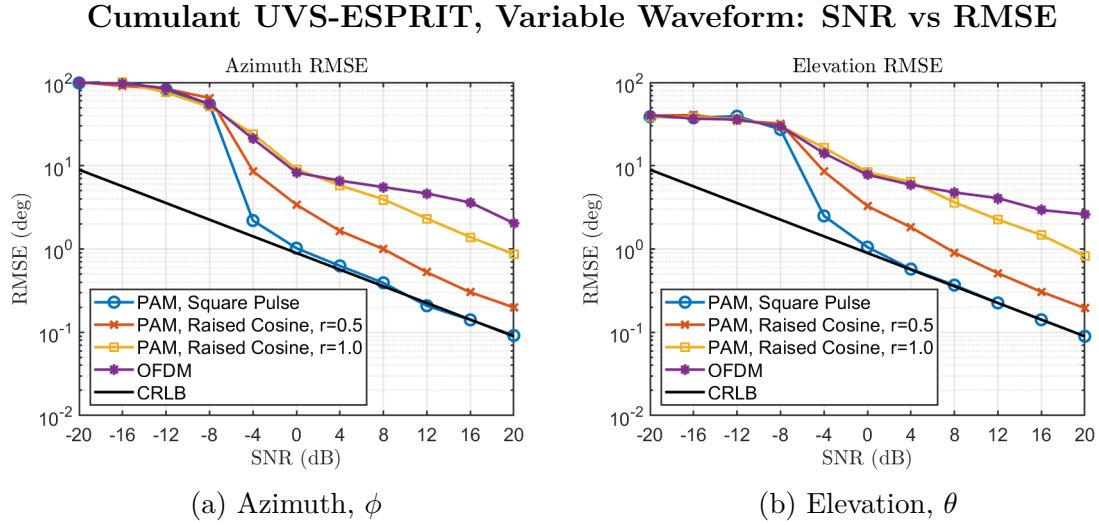 Cumulant UVS-ESPRIT, Variable Waveform: SNR vs RMSE
Azimuth RMSE
RMSE (deg)
10^2
10^1
10^0
10^-1
10^-2
PAM, Square Pulse
PAM, Raised Cosine, r=0.5
PAM, Raised Cosine, r=1.0
OFDM
CRLB
-20 -16 -12 -8 -4 0 4 8 12 16 20
SNR (dB)
(a) Azimuth, ϕ
Elevation RMSE
RMSE (deg)
10^2
10^1
10^0
10^-1
10^-2
PAM, Square Pulse
PAM, Raised Cosine, r=0.5
PAM, Raised Cosine, r=1.0
OFDM
CRLB
-20 -16 -12 -8 -4 0 4 8 12 16 20
SNR (dB)
(b) Elevation, θ